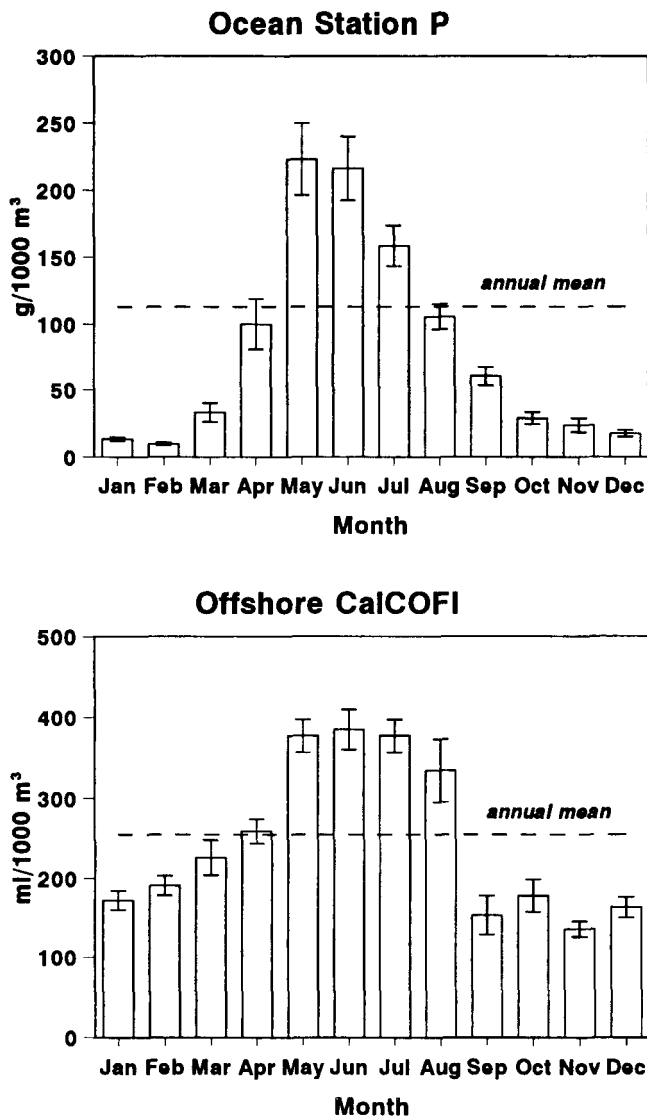 Ocean Station P
300
250
200
150
100
50
0
g/1000 m³
annual mean
Jan Feb Mar Apr May Jun Jul Aug Sep Oct Nov Dec
Month
Offshore CalCOFI
500
400
300
200
100
0
ml/1000 m³
annual mean
Jan Feb Mar Apr May Jun Jul Aug Sep Oct Nov Dec
Month